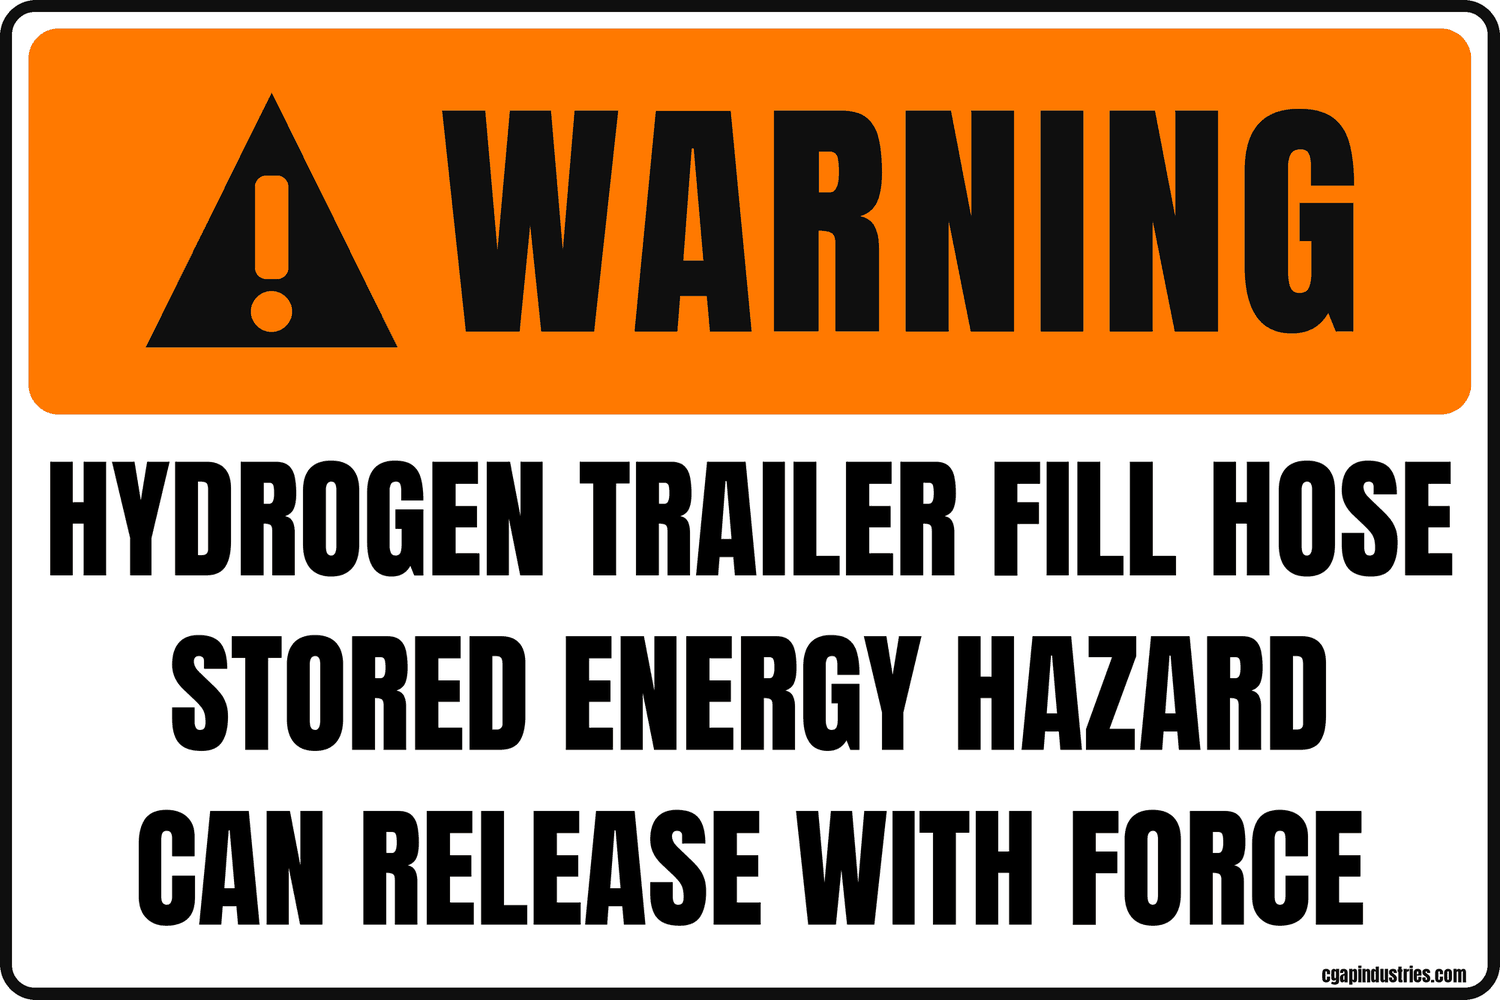 WARNING
HYDROGEN TRAILER FILL HOSE
STORED ENERGY HAZARD
CAN RELEASE WITH FORCE
cgapindustries.com